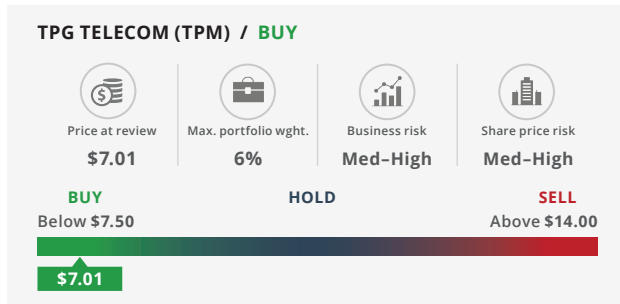 TPG TELECOM (TPM) / BUY
$
Price at review
Max. portfolio wght.
Business risk
Share price risk
$7.01
6%
Med–High
Med–High
BUY
HOLD
SELL
Below $7.50
Above $14.00
$7.01